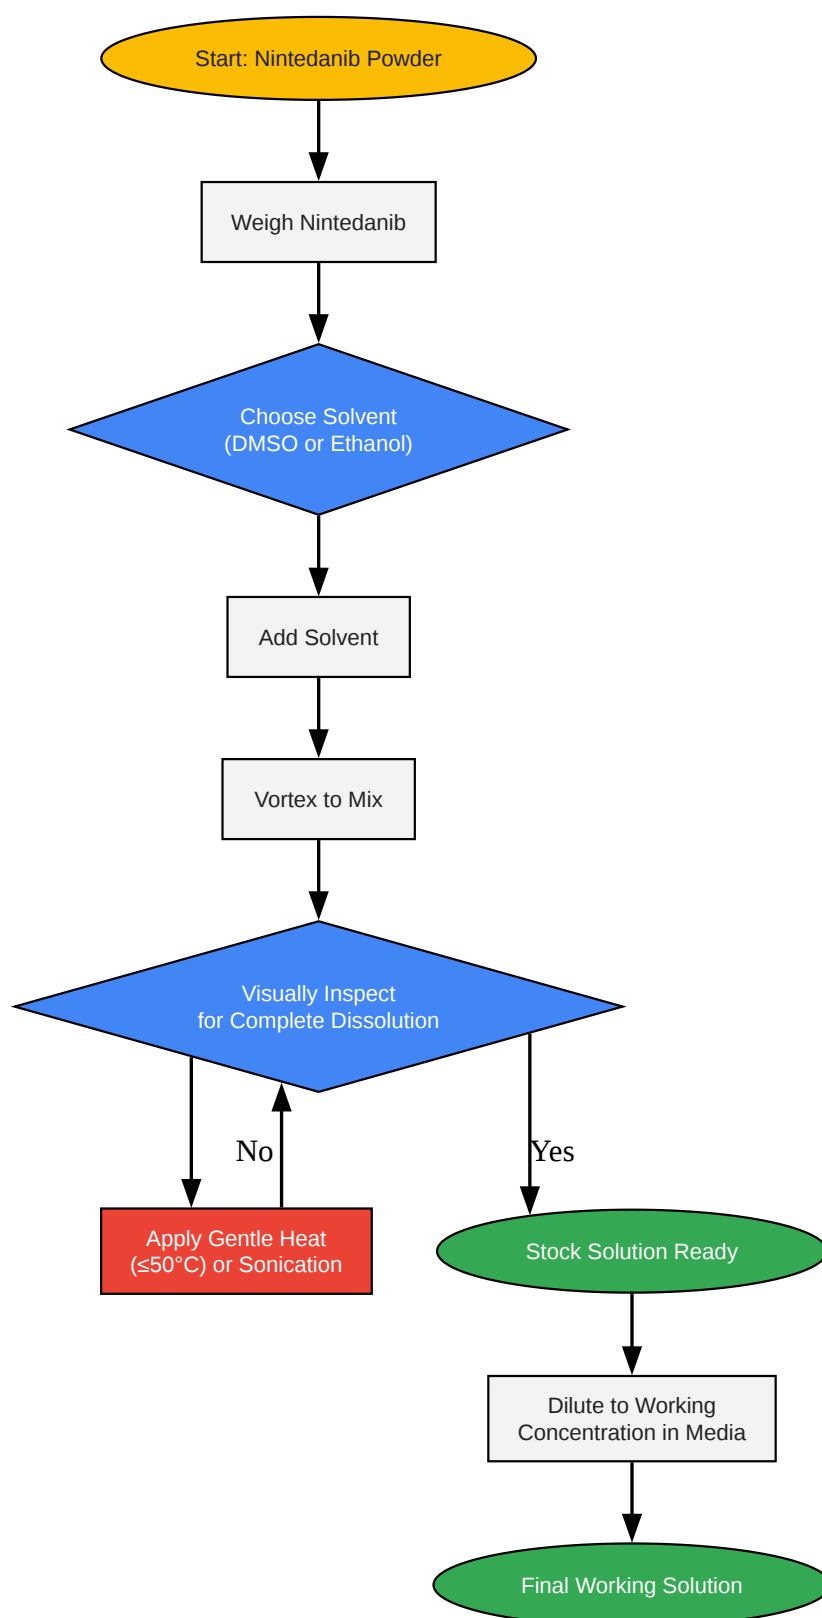 Start: Nintedanib Powder
Weigh Nintedanib
Choose Solvent
(DMSO or Ethanol)
Add Solvent
Vortex to Mix
Visually Inspect
for Complete Dissolution
No
Yes
Apply Gentle Heat
(≤50°C) or Sonication
Stock Solution Ready
Dilute to Working
Concentration in Media
Final Working Solution